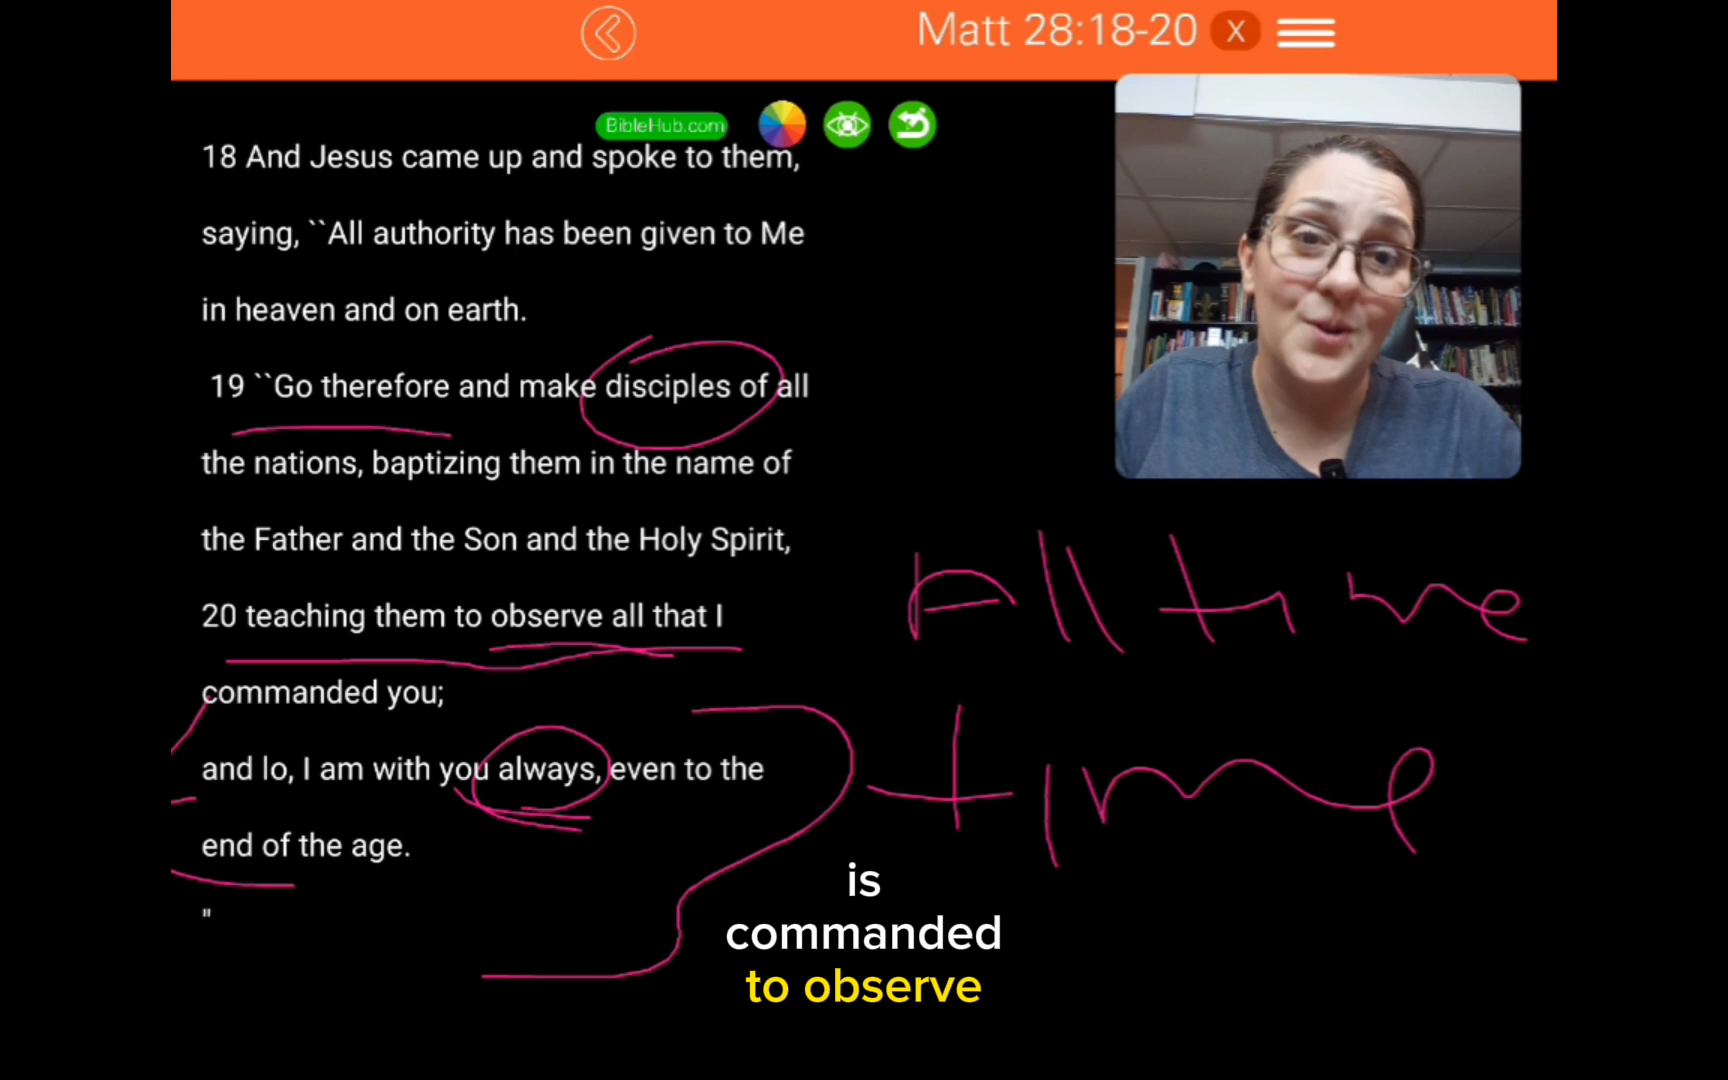 Matt 28:18-20 X
BibleHub.com
18 And Jesus came up and spoke to them,
saying, ``All authority has been given to Me
in heaven and on earth.
19 ``Go therefore and make disciples of all
the nations, baptizing them in the name of
the Father and the Son and the Holy Spirit,
20 teaching them to observe all that I
commanded you;
and lo, I am with you always, even to the
end of the age.
"
All time
time
is
commanded
to observe